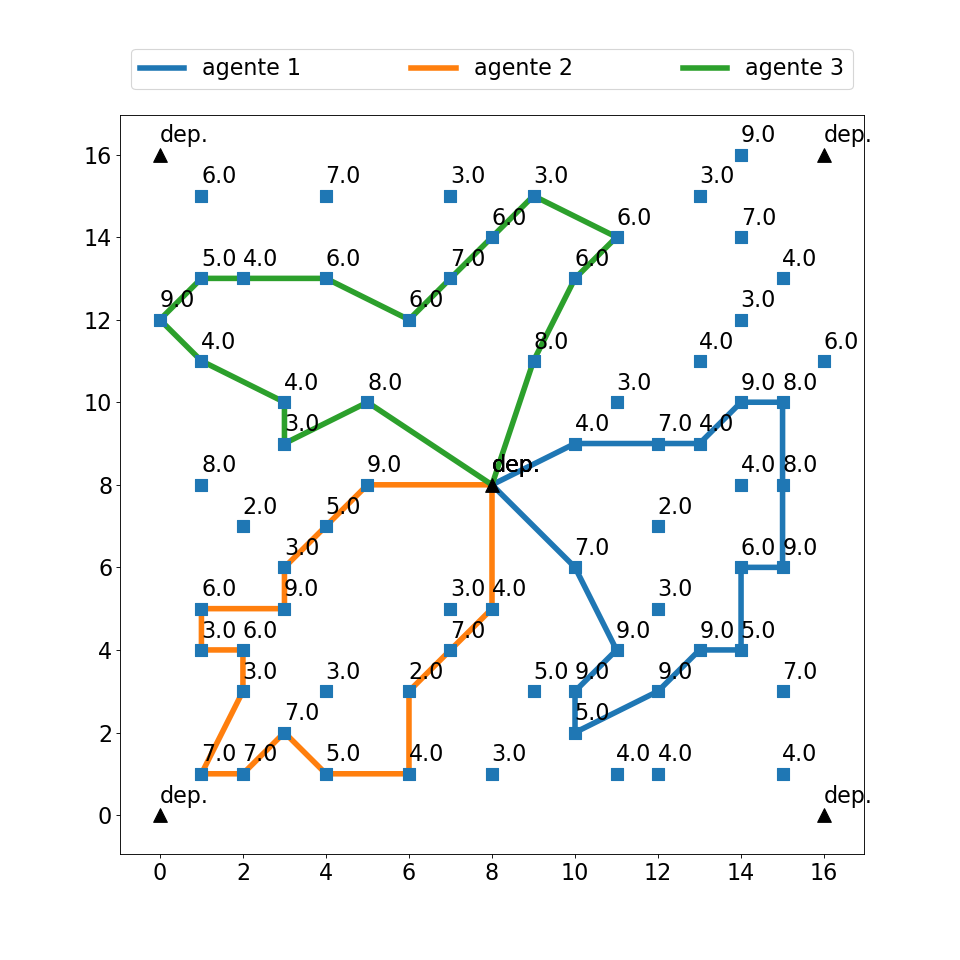 agente 1 agente 2 agente 3
dep. 9.0 dep.
16
6.0 7.0 3.0 3.0 3.0
14 6.0 6.0 7.0
5.0 4.0 6.0 7.0 6.0 4.0
12 9.0 6.0 3.0
4.0 8.0 4.0 6.0
10 4.0 8.0 3.0 9.0 8.0
3.0 4.0 7.0 4.0
8 8.0 9.0 dep. 4.0 8.0
2.0 5.0 2.0
6 3.0 7.0 6.0 9.0
6.0 9.0 3.0 4.0 3.0
4 3.0 6.0 7.0 9.0 9.0 5.0
3.0 3.0 2.0 5.0 9.0 9.0 7.0
2 7.0 5.0
7.0 7.0 5.0 4.0 3.0 4.0 4.0 4.0
0 dep. dep.
0 2 4 6 8 10 12 14 16